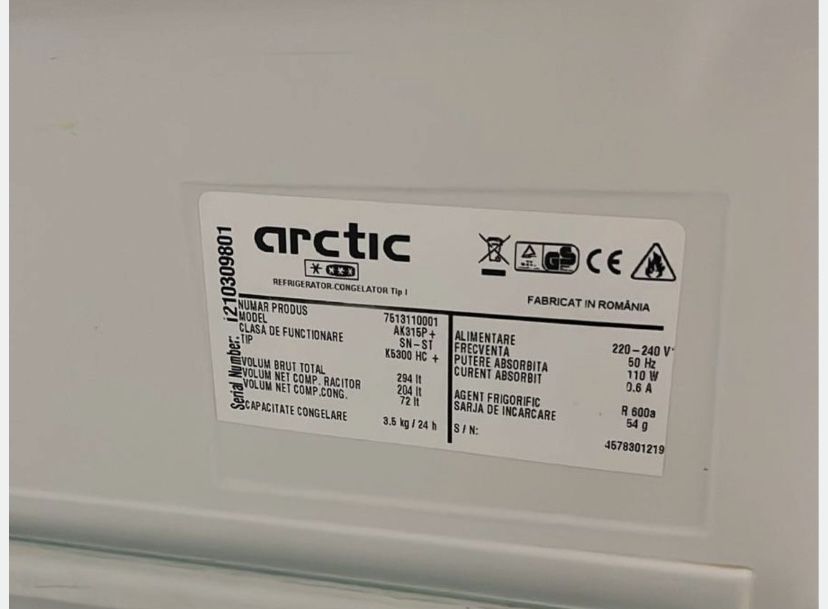 arctic
REFRIGERATOR-CONGELATOR Tip I
GS
CE
FABRICAT IN ROMÂNIA
Serial Number:
NUMAR PRODUS 7513110001
MODEL AK315P+
CLASA DE FUNCTIONARE SN-ST
TIP K5300 HC +
VOLUM BRUT TOTAL 294 lt
VOLUM NET COMP. RACITOR 204 lt
VOLUM NET COMP.CONG. 72 lt
CAPACITATE CONGELARE 3.5 kg / 24 h
ALIMENTARE 220-240 V
FRECVENTA 50 Hz
PUTERE ABSORBITA 110 W
CURENT ABSORBIT 0.6 A
AGENT FRIGORIFIC R 600a
SARJA DE INCARCARE 54 g
S / N: 4578301219